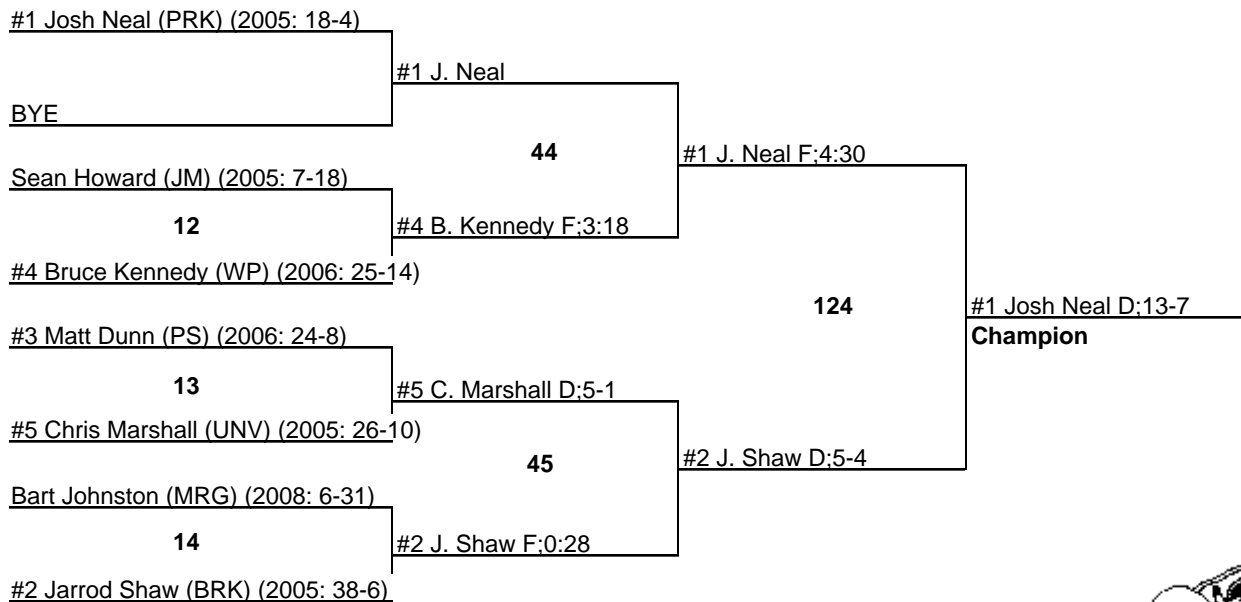 #1 Josh Neal (PRK) (2005: 18-4)
#1 J. Neal
BYE
44
#1 J. Neal F;4:30
Sean Howard (JM) (2005: 7-18)
12
#4 B. Kennedy F;3:18
#4 Bruce Kennedy (WP) (2006: 25-14)
124
#1 Josh Neal D;13-7
Champion
#3 Matt Dunn (PS) (2006: 24-8)
13
#5 C. Marshall D;5-1
#5 Chris Marshall (UNV) (2005: 26-10)
45
#2 J. Shaw D;5-4
Bart Johnston (MRG) (2008: 6-31)
14
#2 J. Shaw F;0:28
#2 Jarrod Shaw (BRK) (2005: 38-6)